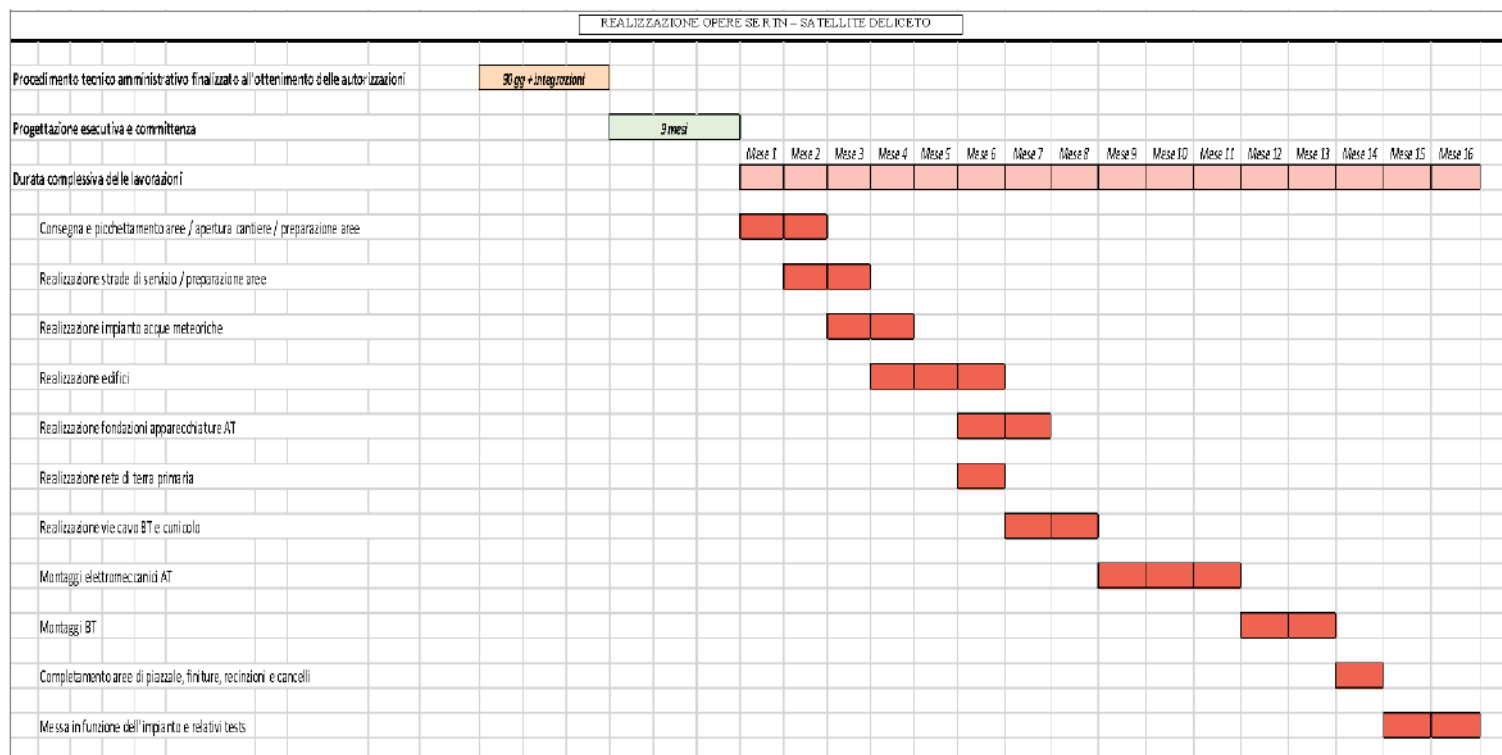 REALIZZAZIONE OPERE SE RTN – SATELLITE DELICETO
Procedimento tecnico amministrativo finalizzato all'ottenimento delle autorizzazioni
90 gg + integrazioni
Progettazione esecutiva e committenza
9 mesi
Mese 1 Mese 2 Mese 3 Mese 4 Mese 5 Mese 6 Mese 7 Mese 8 Mese 9 Mese 10 Mese 11 Mese 12 Mese 13 Mese 14 Mese 15 Mese 16
Durata complessiva delle lavorazioni
Consegna e picchettamento aree / apertura cantiere / preparazione aree
Realizzazione strade di servizio / preparazione aree
Realizzazione impianto acque meteoriche
Realizzazione edifici
Realizzazione fondazioni apparecchiature AT
Realizzazione rete di terra primaria
Realizzazione vie cavo BT e cunicolo
Montaggi elettromeccanici AT
Montaggi BT
Completamento aree di piazzale, finiture, recinzioni e cancelli
Messa in funzione dell'impianto e relativi tests